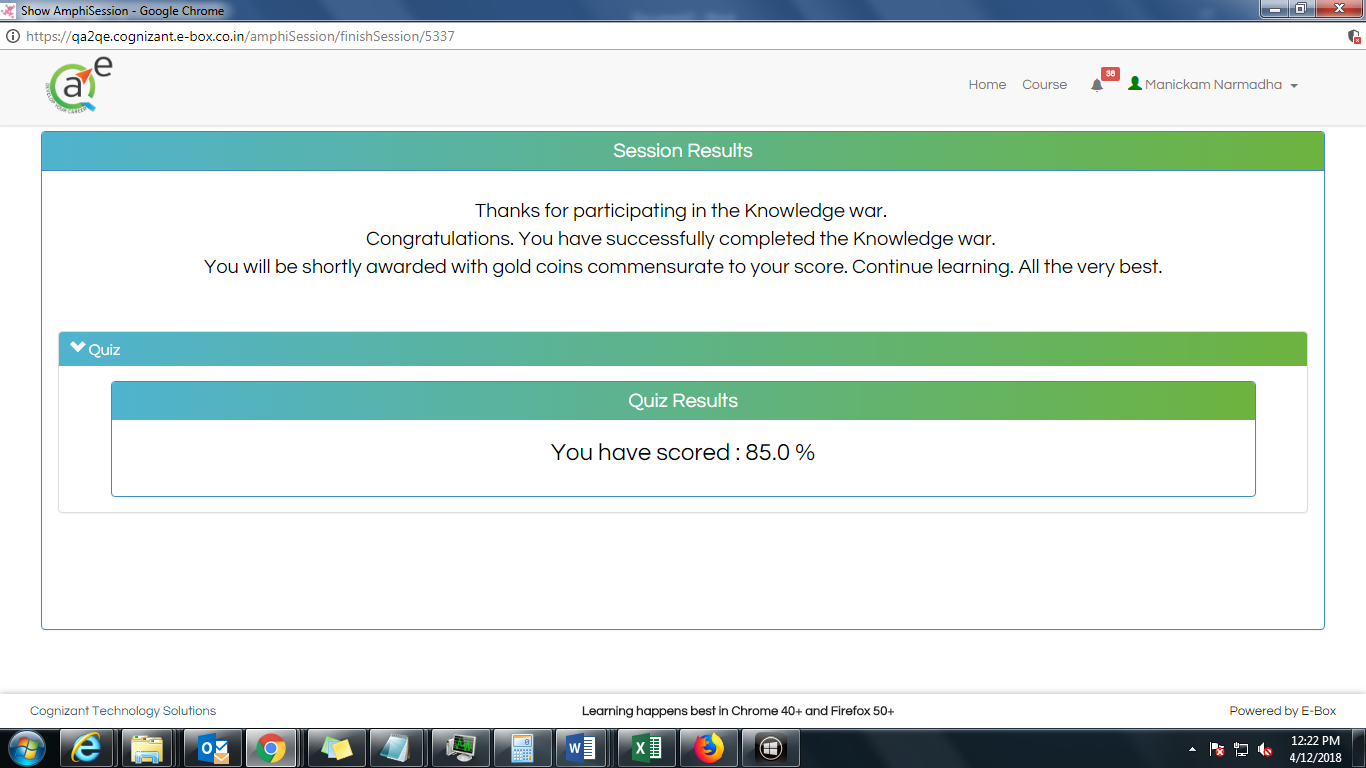 Show AmphiSession - Google Chrome
https://qa2qe.cognizant.e-box.co.in/amphiSession/finishSession/5337
a e
Home Course 38 Manickam Narmadha
Session Results
Thanks for participating in the Knowledge war.
Congratulations. You have successfully completed the Knowledge war.
You will be shortly awarded with gold coins commensurate to your score. Continue learning. All the very best.
Quiz
Quiz Results
You have scored : 85.0 %
Cognizant Technology Solutions Learning happens best in Chrome 40+ and Firefox 50+ Powered by E-Box
12:22 PM
4/12/2018